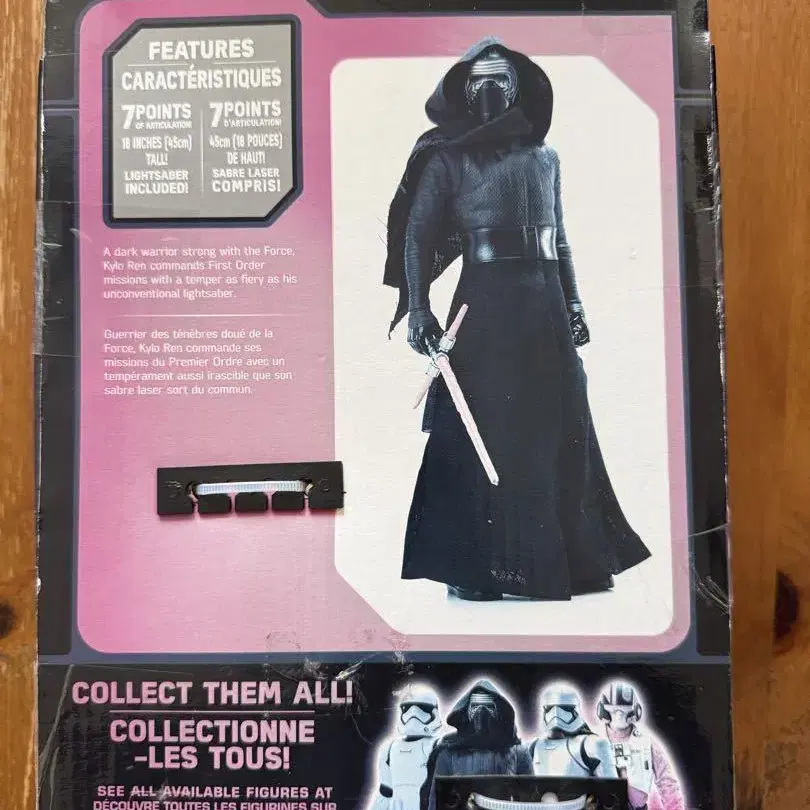 FEATURES
CARACTÉRISTIQUES
7 POINTS
OF ARTICULATION!
18 INCHES (45cm)
TALL!
LIGHTSABER
INCLUDED!
7 POINTS
D'ARTICULATION!
45cm (18 POUCES)
DE HAUT!
SABRE LASER
COMPRIS!
A dark warrior strong with the Force,
Kylo Ren commands First Order
missions with a temper as fiery as his
unconventional lightsaber.
Guerrier des ténèbres doué de la
Force, Kylo Ren commande ses
missions du Premier Ordre avec un
tempérament aussi irascible que son
sabre laser sort du commun.
COLLECT THEM ALL!
COLLECTIONNE
-LES TOUS!
SEE ALL AVAILABLE FIGURES AT
DÉCOUVRE TOUTES LES FIGURINES SUR